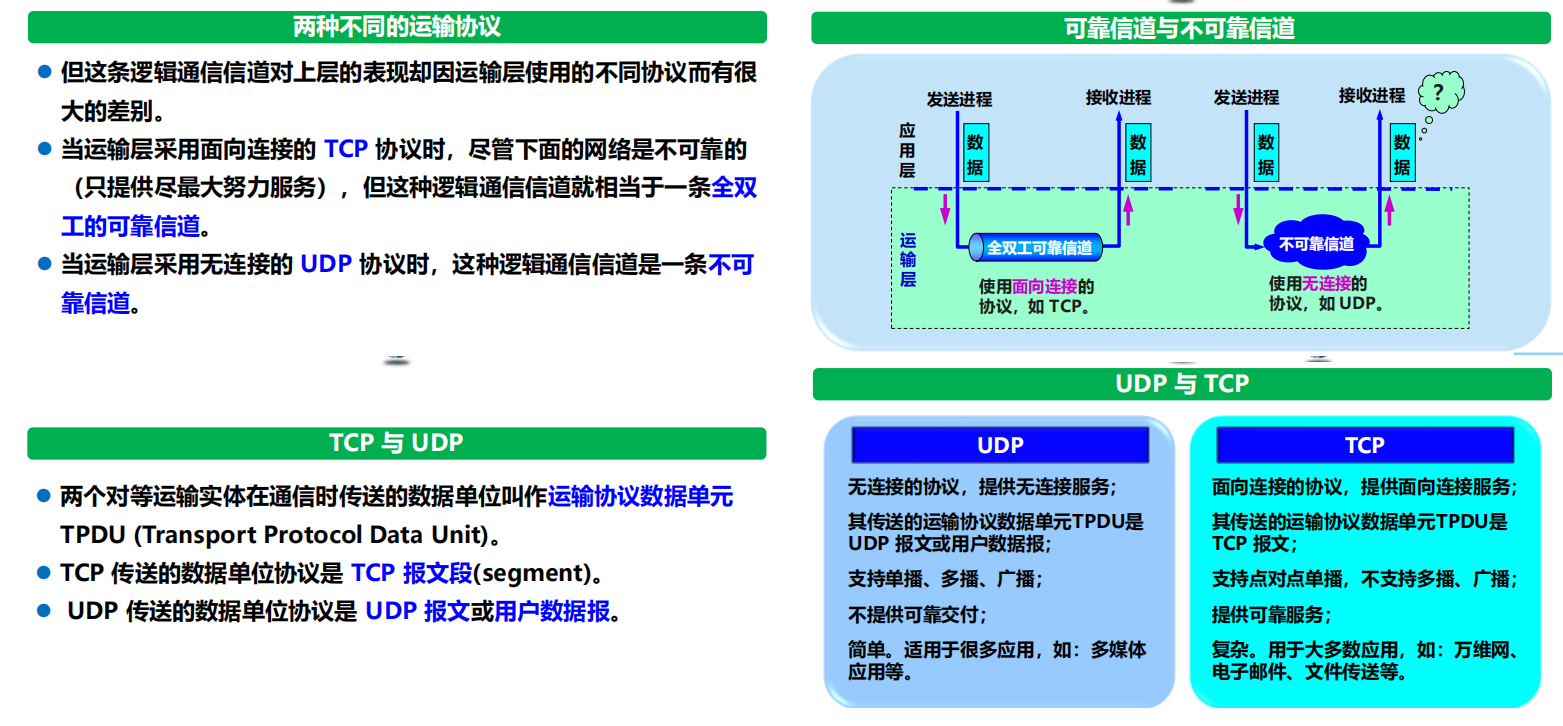 两种不同的运输协议
● 但这条逻辑通信信道对上层的表现却因运输层使用的不同协议而有很
大的差别。
● 当运输层采用面向连接的 TCP 协议时，尽管下面的网络是不可靠的
（只提供尽最大努力服务），但这种逻辑通信信道就相当于一条全双
工的可靠信道。
● 当运输层采用无连接的 UDP 协议时，这种逻辑通信信道是一条不可
靠信道。
可靠信道与不可靠信道
发送进程
接收进程
发送进程
接收进程
?
应用层
数据
数据
数据
数据
运输层
全双工可靠信道
不可靠信道
使用面向连接的
协议，如 TCP。
使用无连接的
协议，如 UDP。
TCP 与 UDP
● 两个对等运输实体在通信时传送的数据单位叫作运输协议数据单元
TPDU (Transport Protocol Data Unit)。
● TCP 传送的数据单位协议是 TCP 报文段(segment)。
● UDP 传送的数据单位协议是 UDP 报文或用户数据报。
UDP 与 TCP
UDP
无连接的协议，提供无连接服务；
其传送的运输协议数据单元TPDU是
UDP 报文或用户数据报；
支持单播、多播、广播；
不提供可靠交付；
简单。适用于很多应用，如：多媒体
应用等。
TCP
面向连接的协议，提供面向连接服务；
其传送的运输协议数据单元TPDU是
TCP 报文；
支持点对点单播，不支持多播、广播；
提供可靠服务；
复杂。用于大多数应用，如：万维网、
电子邮件、文件传送等。